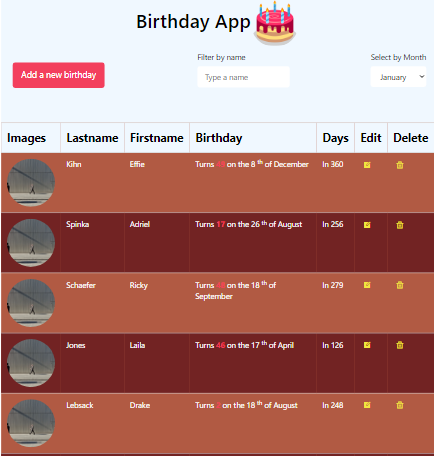 Birthday App
Filter by name
Select by Month
Add a new birthday
Type a name
January
Images Lastname Firstname Birthday Days Edit Delete
Kihn Effie Turns on the 8 th of December In 360
Spinka Adriel Turns 17 on the 26 th of August In 256
Schaefer Ricky Turns on the 18 th of
September In 279
Jones Laila Turns 46 on the 17 th of April In 126
Lebsack Drake Turns on the 18 th of August In 248